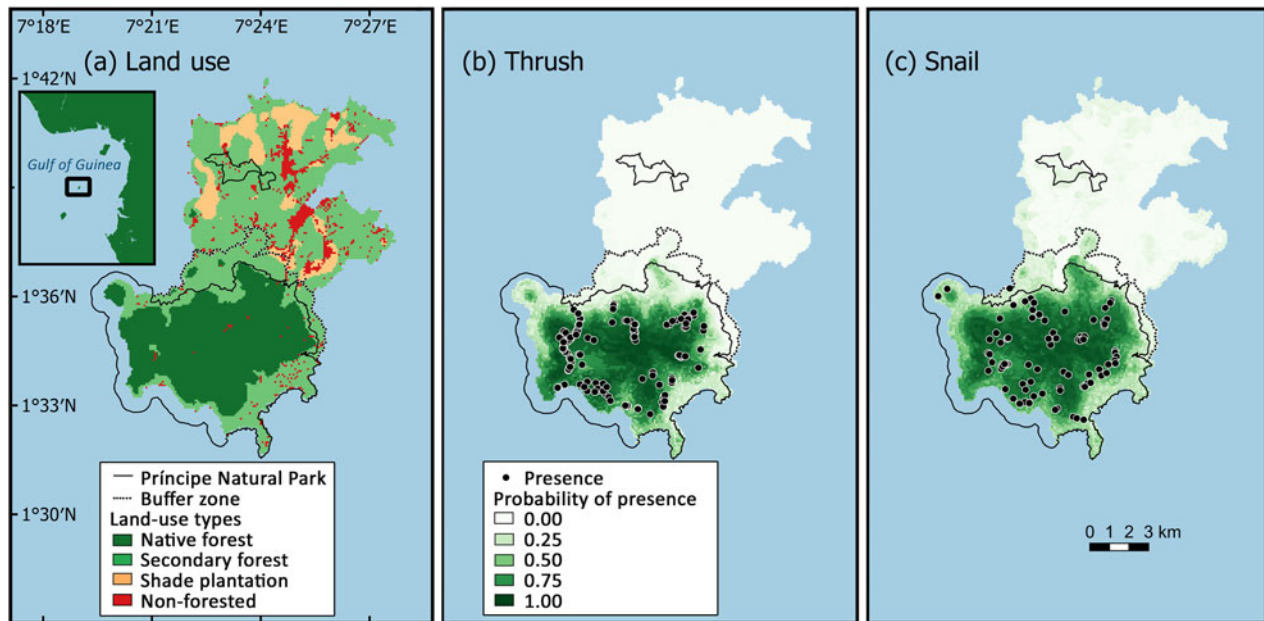 7°18′E 7°21′E 7°24′E 7°27′E
(a) Land use
(b) Thrush
(c) Snail
1°42′N
Gulf of Guinea
1°36′N
1°33′N
1°30′N
Príncipe Natural Park
Buffer zone
Land-use types
Native forest
Secondary forest
Shade plantation
Non-forested
Presence
Probability of presence
0.00
0.25
0.50
0.75
1.00
0 1 2 3 km